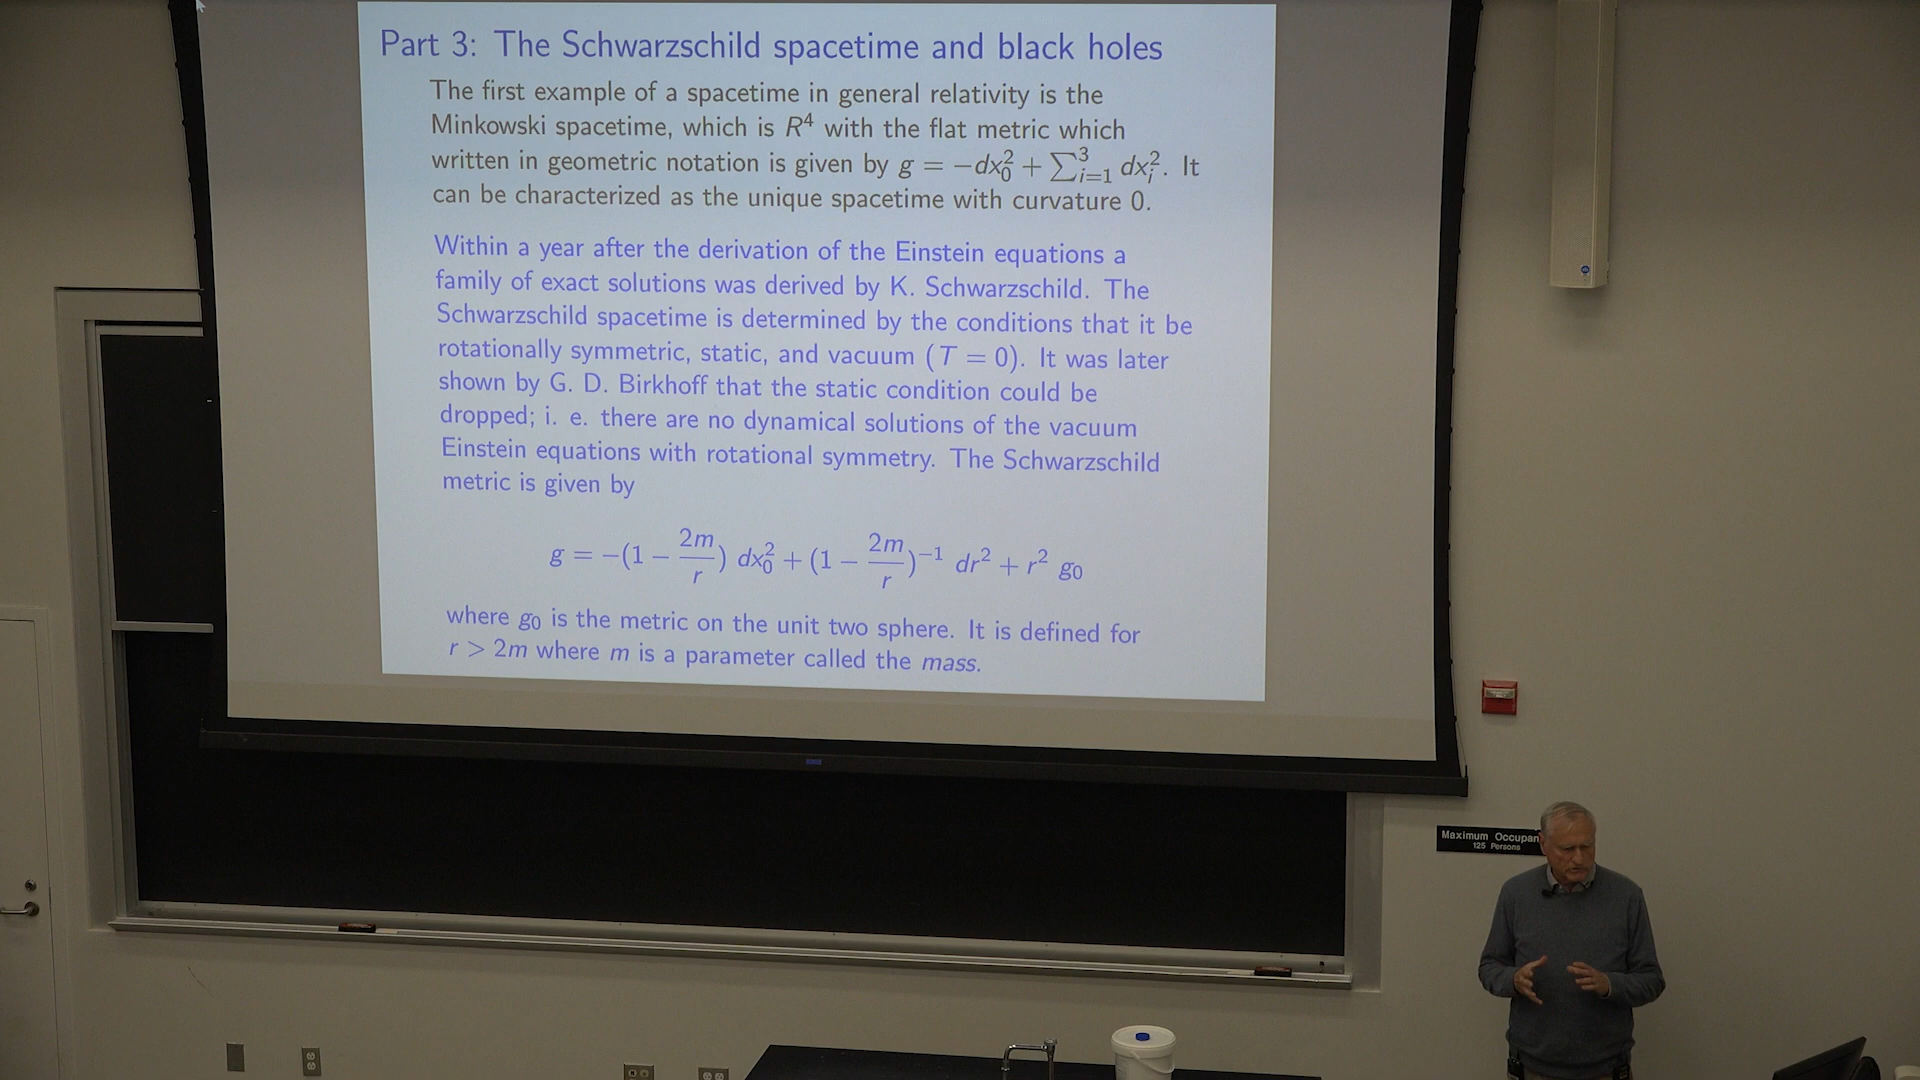 Part 3: The Schwarzschild spacetime and black holes
The first example of a spacetime in general relativity is the
Minkowski spacetime, which is R⁴ with the flat metric which
written in geometric notation is given by g = −dx₀² + ∑³ᵢ₌₁ dxᵢ². It
can be characterized as the unique spacetime with curvature 0.
Within a year after the derivation of the Einstein equations a
family of exact solutions was derived by K. Schwarzschild. The
Schwarzschild spacetime is determined by the conditions that it be
rotationally symmetric, static, and vacuum (T = 0). It was later
shown by G. D. Birkhoff that the static condition could be
dropped; i. e. there are no dynamical solutions of the vacuum
Einstein equations with rotational symmetry. The Schwarzschild
metric is given by
g = −(1 − 2m/r) dx₀² + (1 − 2m/r)⁻¹ dr² + r² g₀
where g₀ is the metric on the unit two sphere. It is defined for
r > 2m where m is a parameter called the mass.
Maximum Occupan
125 Persons